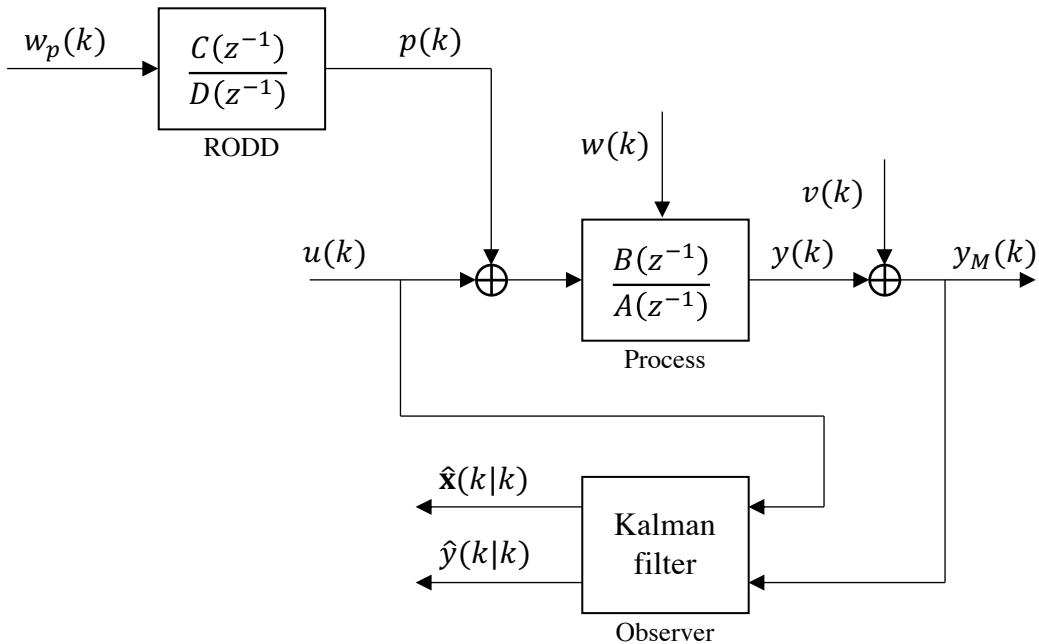 w_p(k)
C(z⁻¹)
D(z⁻¹)
RODD
p(k)
w(k)
v(k)
u(k)
B(z⁻¹)
A(z⁻¹)
Process
y(k)
y_M(k)
x̂(k|k)
ŷ(k|k)
Kalman
filter
Observer